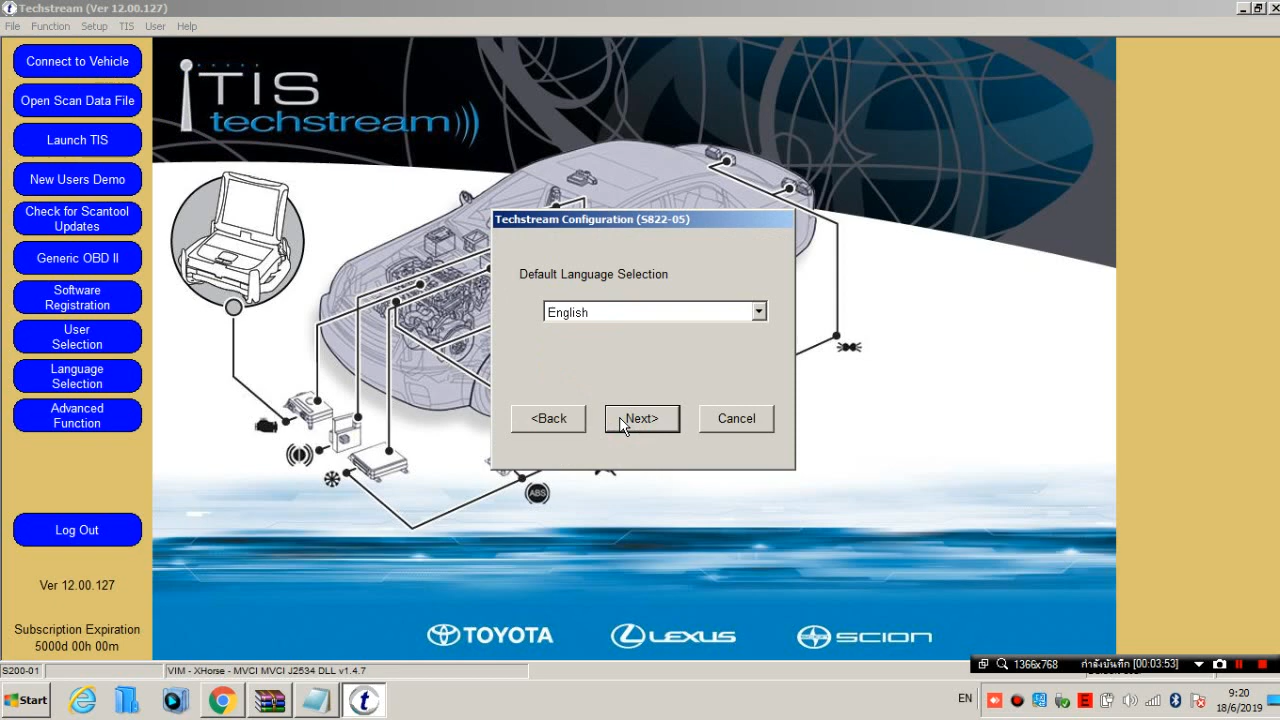 Techstream (Ver 12.00.127)
File Function Setup TIS User Help
Connect to Vehicle
Open Scan Data File
Launch TIS
New Users Demo
Check for Scantool
Updates
Generic OBD II
Software
Registration
User
Selection
Language
Selection
Advanced
Function
Log Out
Ver 12.00.127
Subscription Expiration
5000d 00h 00m
TIS
techstream
Techstream Configuration (S822-05)
Default Language Selection
English
<Back Next> Cancel
ABS
TOYOTA LEXUS SCION
S200-01 VIM - XHorse - MVCI MVCI J2534 DLL v1.4.7
1366x768 กำลังบันทึก [00:03:53]
Start
EN
9:20
18/6/2019